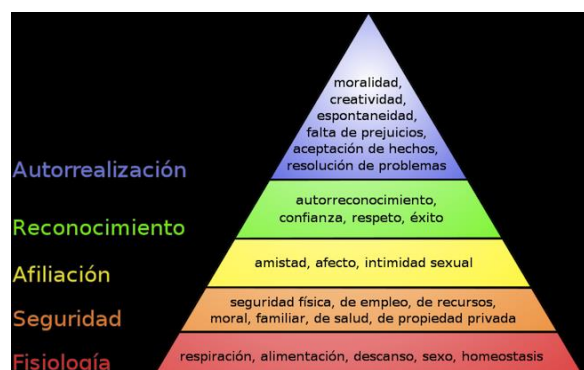 moralidad,
creatividad,
espontaneidad,
falta de prejuicios,
aceptación de hechos,
resolución de problemas
Autorrealización
autorreconocimiento,
confianza, respeto, éxito
Reconocimiento
amistad, afecto, intimidad sexual
Afiliación
seguridad física, de empleo, de recursos,
moral, familiar, de salud, de propiedad privada
Seguridad
respiración, alimentación, descanso, sexo, homeostasis
Fisiología